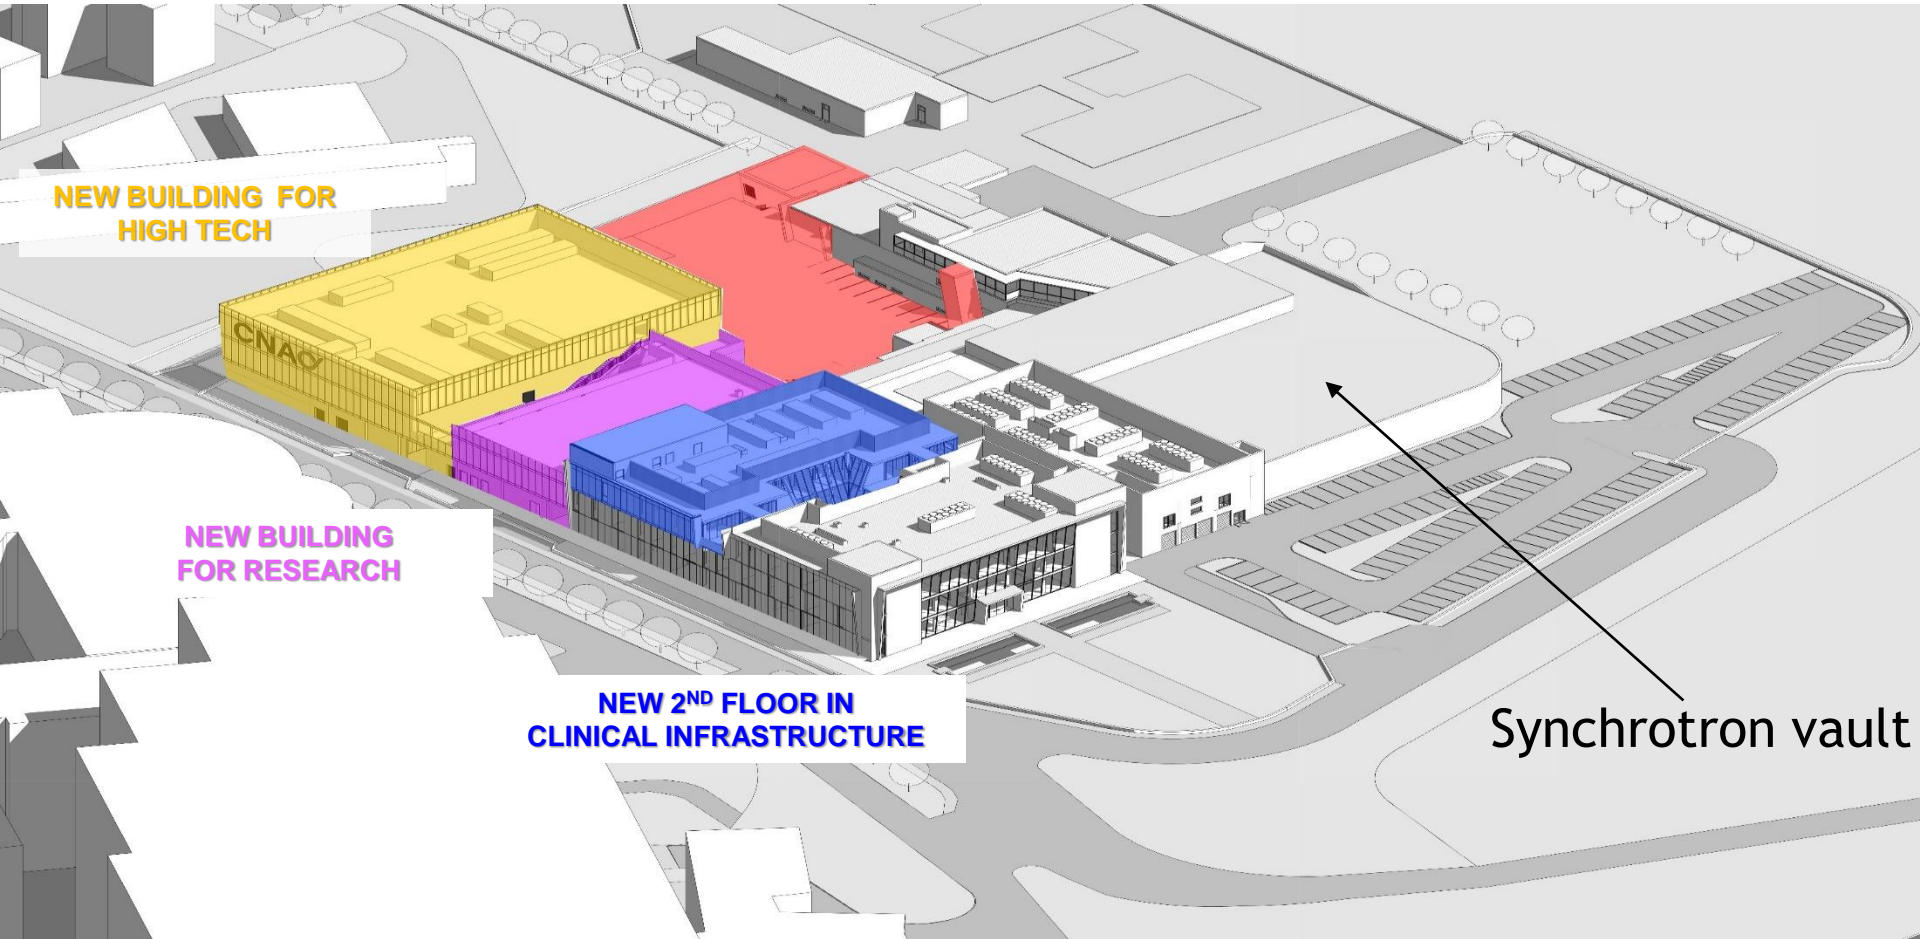 NEW BUILDING FOR
HIGH TECH
CNAO
NEW BUILDING
FOR RESEARCH
NEW 2ND FLOOR IN
CLINICAL INFRASTRUCTURE
Synchrotron vault